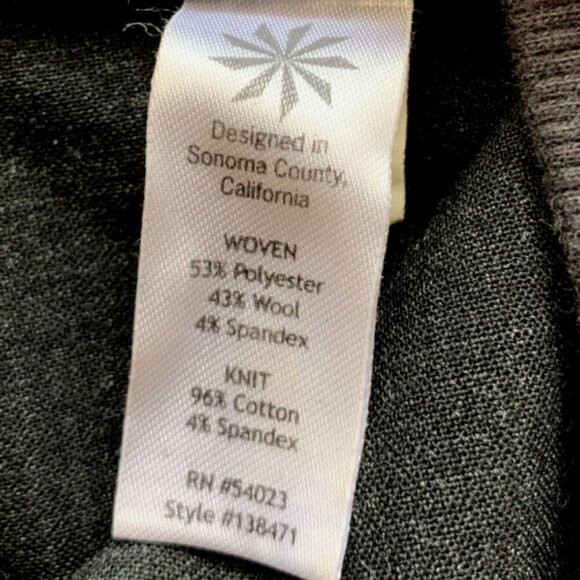 Designed in
Sonoma County,
California
WOVEN
53% Polyester
43% Wool
4% Spandex
KNIT
96% Cotton
4% Spandex
RN #54023
Style #138471